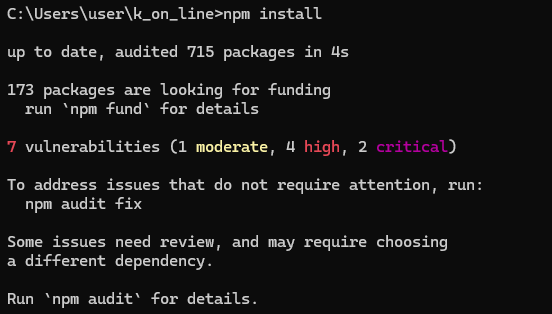 C:\Users\user\k_on_line>npm install
up to date, audited 715 packages in 4s
173 packages are looking for funding
  run `npm fund` for details
7 vulnerabilities (1 moderate, 4 high, 2 critical)
To address issues that do not require attention, run:
  npm audit fix
Some issues need review, and may require choosing
a different dependency.
Run `npm audit` for details.